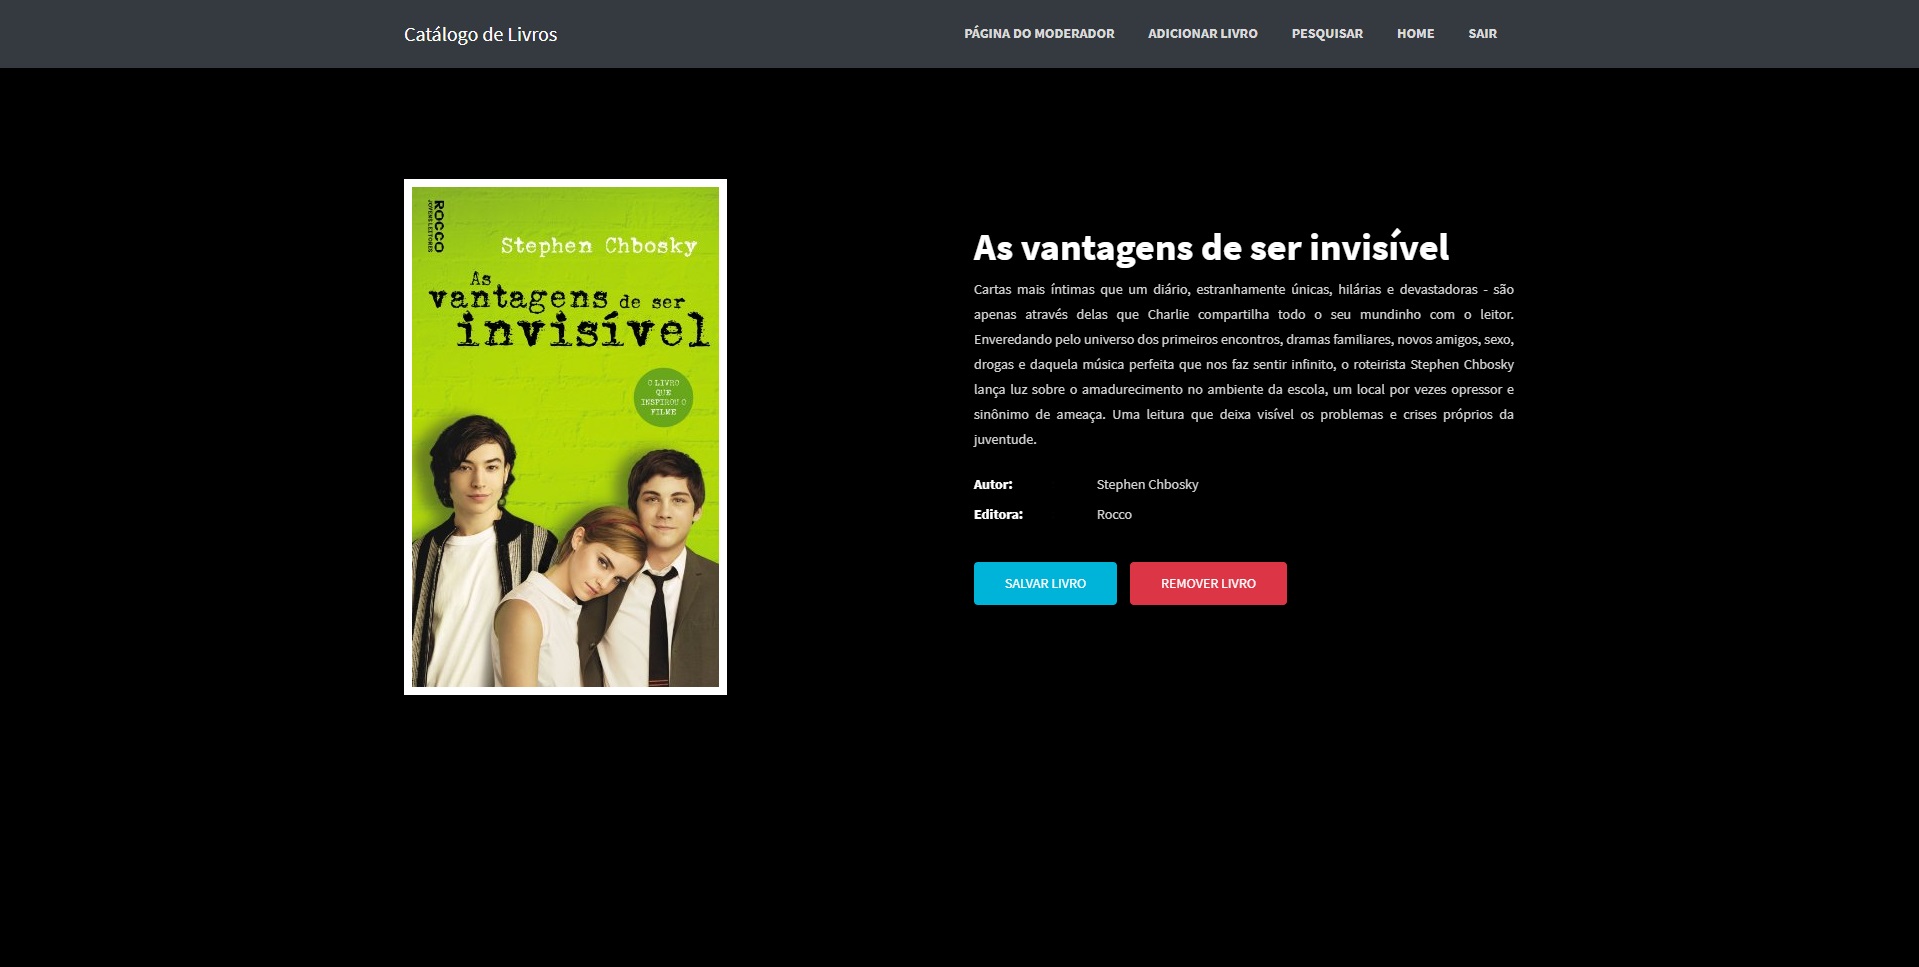 Catálogo de Livros
PÁGINA DO MODERADOR
ADICIONAR LIVRO
PESQUISAR
HOME
SAIR
ROCCO
JOVENS LEITORES
Stephen Chbosky
As
vantagens de ser
invisível
O LIVRO
QUE
INSPIROU O
FILME
As vantagens de ser invisível
Cartas mais íntimas que um diário, estranhamente únicas, hilárias e devastadoras - são
apenas através delas que Charlie compartilha todo o seu mundinho com o leitor.
Enveredando pelo universo dos primeiros encontros, dramas familiares, novos amigos, sexo,
drogas e daquela música perfeita que nos faz sentir infinito, o roteirista Stephen Chbosky
lança luz sobre o amadurecimento no ambiente da escola, um local por vezes opressor e
sinônimo de ameaça. Uma leitura que deixa visível os problemas e crises próprios da
juventude.
Autor: Stephen Chbosky
Editora: Rocco
SALVAR LIVRO
REMOVER LIVRO